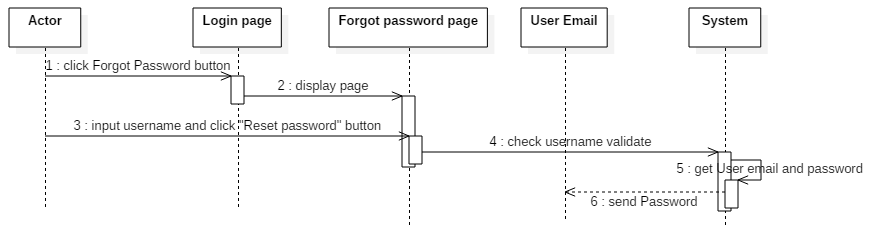 Actor
Login page
Forgot password page
User Email
System
1 : click Forgot Password button
2 : display page
3 : input username and click "Reset password" button
4 : check username validate
5 : get User email and password
6 : send Password